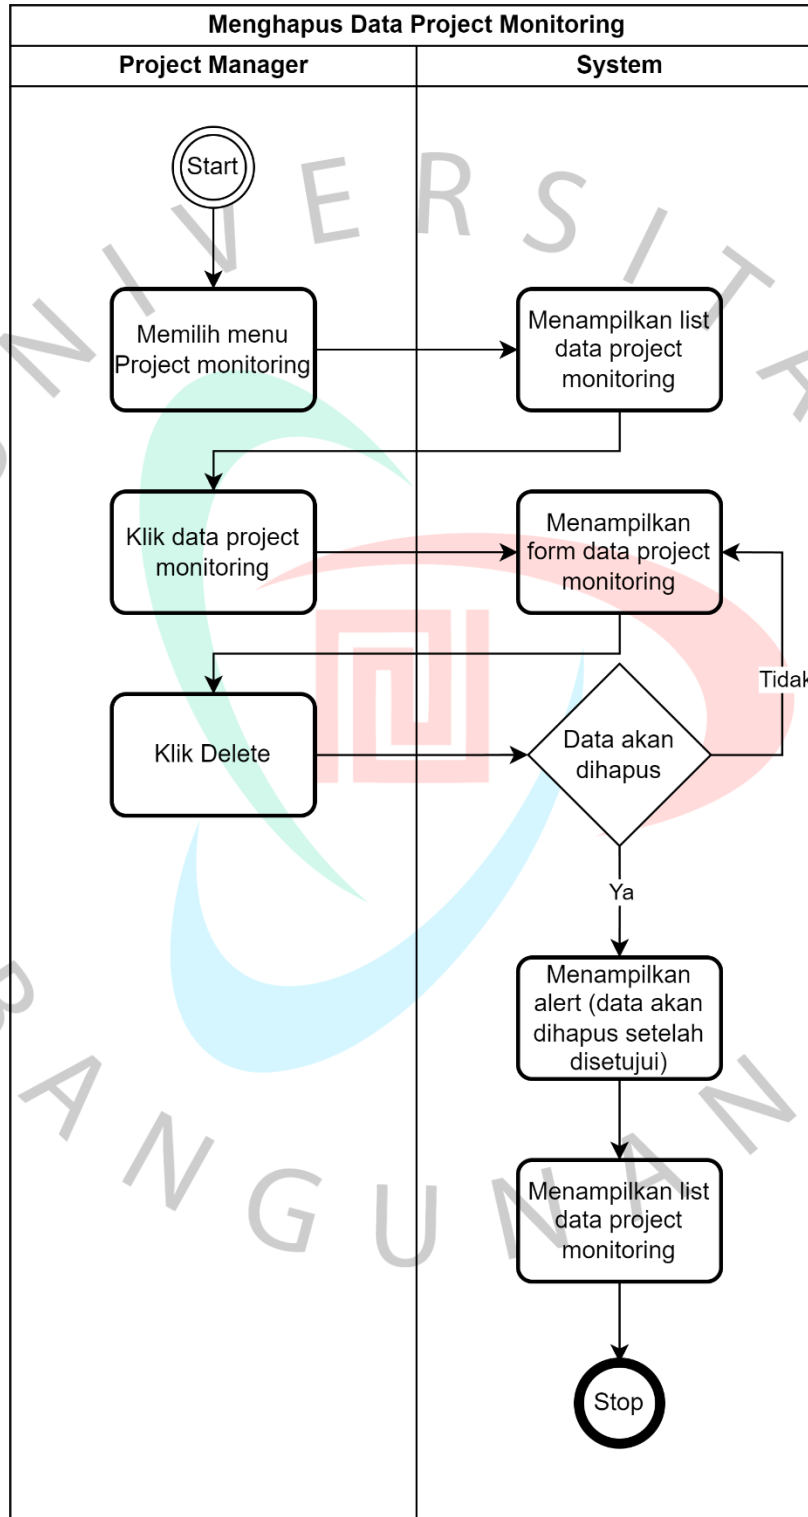 Menghapus Data Project Monitoring
Project Manager
System
Start
Memilih menu
Project monitoring
Menampilkan list
data project
monitoring
Klik data project
monitoring
Menampilkan
form data project
monitoring
Tidak
Klik Delete
Data akan
dihapus
Ya
Menampilkan
alert (data akan
dihapus setelah
disetujui)
Menampilkan list
data project
monitoring
Stop
UNIVERSITA
BANGUNAN